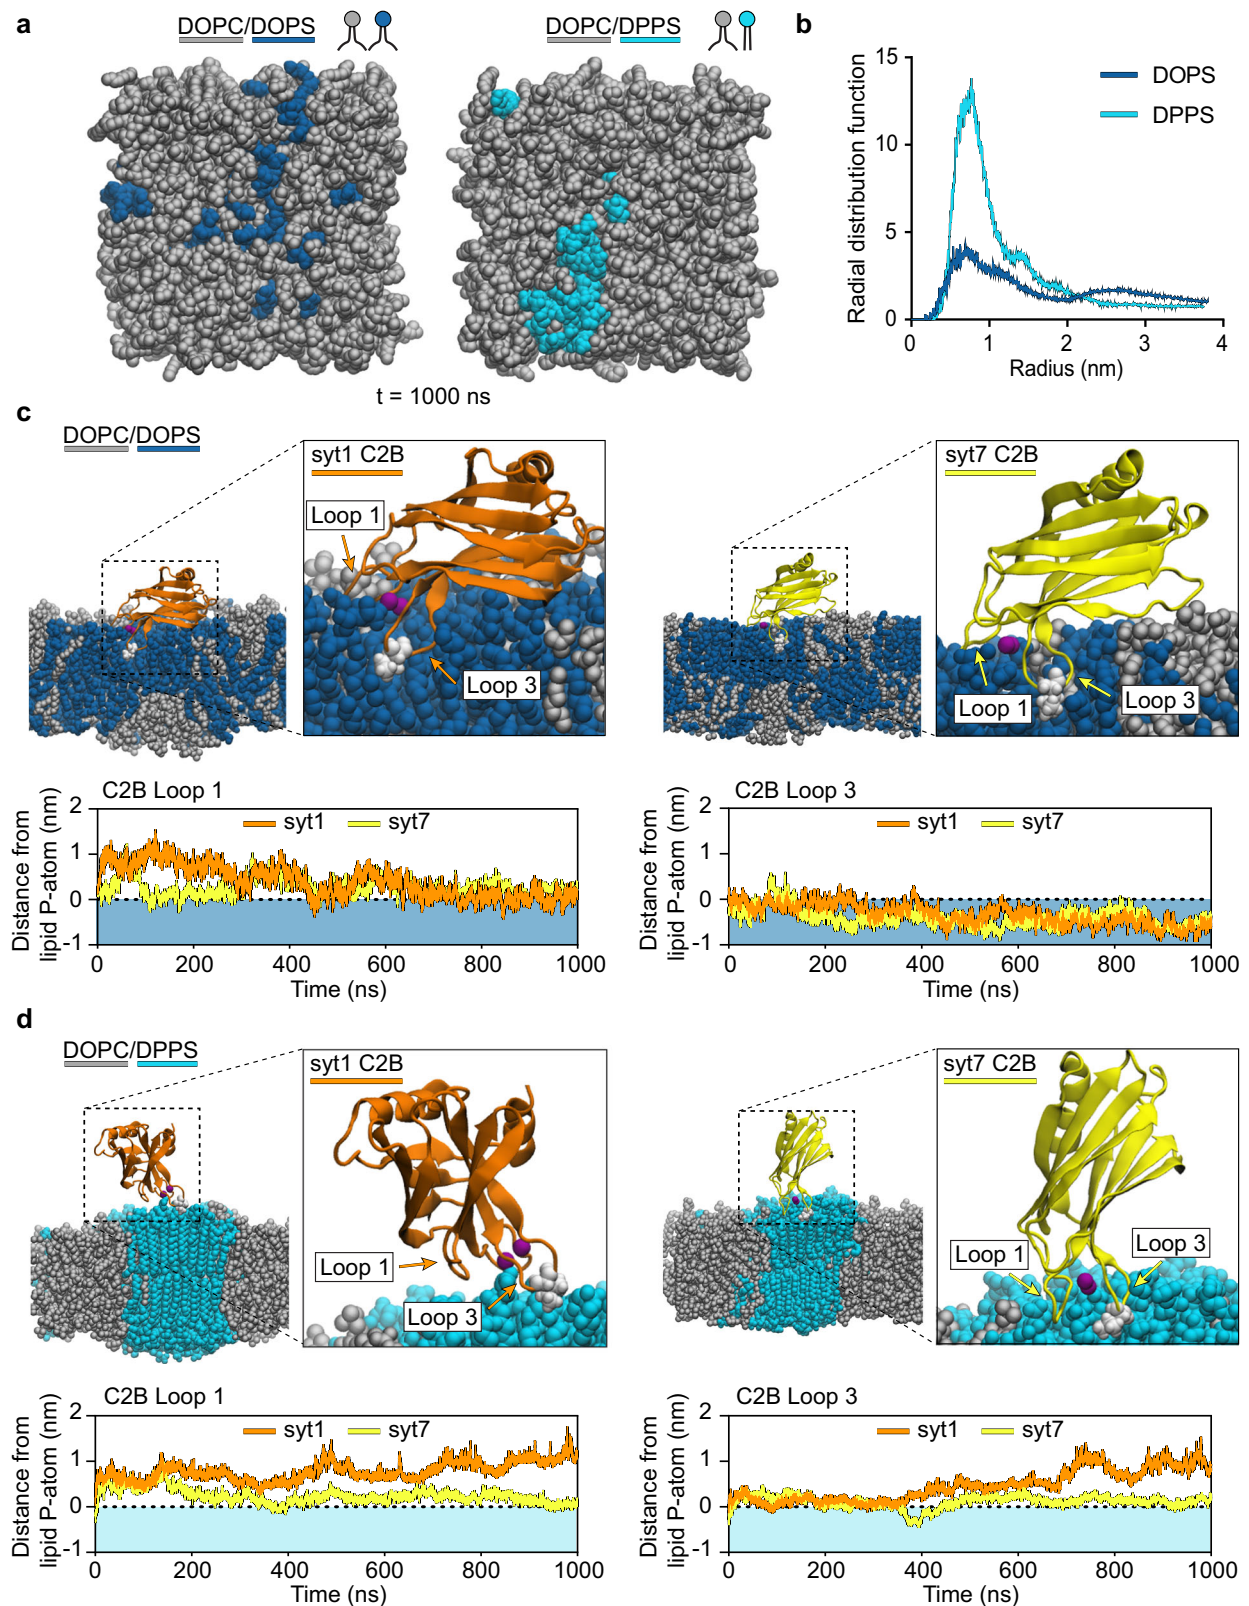 a
DOPC/DOPS
DOPC/DPPS
t = 1000 ns
b
Radial distribution function
15
10
5
0
0 1 2 3 4
Radius (nm)
DOPS
DPPS
c
DOPC/DOPS
syt1 C2B
Loop 1
Loop 3
syt7 C2B
Loop 1
Loop 3
C2B Loop 1
Distance from
lipid P-atom (nm)
2
1
0
-1
syt1 syt7
0 200 400 600 800 1000
Time (ns)
C2B Loop 3
Distance from
lipid P-atom (nm)
2
1
0
-1
syt1 syt7
0 200 400 600 800 1000
Time (ns)
d
DOPC/DPPS
syt1 C2B
Loop 1
Loop 3
syt7 C2B
Loop 1
Loop 3
C2B Loop 1
Distance from
lipid P-atom (nm)
2
1
0
-1
syt1 syt7
0 200 400 600 800 1000
Time (ns)
C2B Loop 3
Distance from
lipid P-atom (nm)
2
1
0
-1
syt1 syt7
0 200 400 600 800 1000
Time (ns)